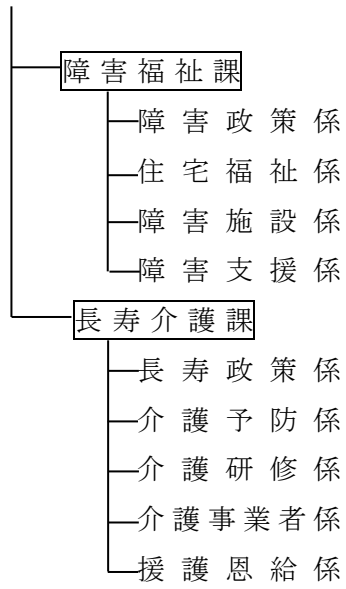 障害福祉課
障害政策係
住宅福祉係
障害施設係
障害支援係
長寿介護課
長寿政策係
介護予防係
介護研修係
介護事業者係
援護恩給係